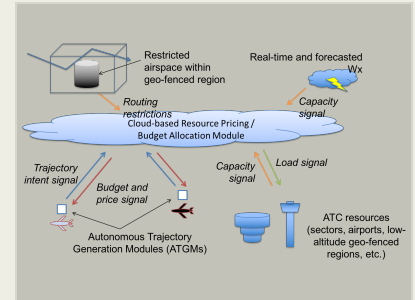 Restricted
airspace within
geo-fenced region
Real-time and forecasted
Wx
Routing
restrictions
Capacity
signal
Cloud-based Resource Pricing /
Budget Allocation Module
Trajectory
intent signal
Budget and
price signal
Capacity
signal
Load signal
Autonomous Trajectory
Generation Modules (ATGMs)
ATC resources
(sectors, airports, low-
altitude geo-fenced
regions, etc.)